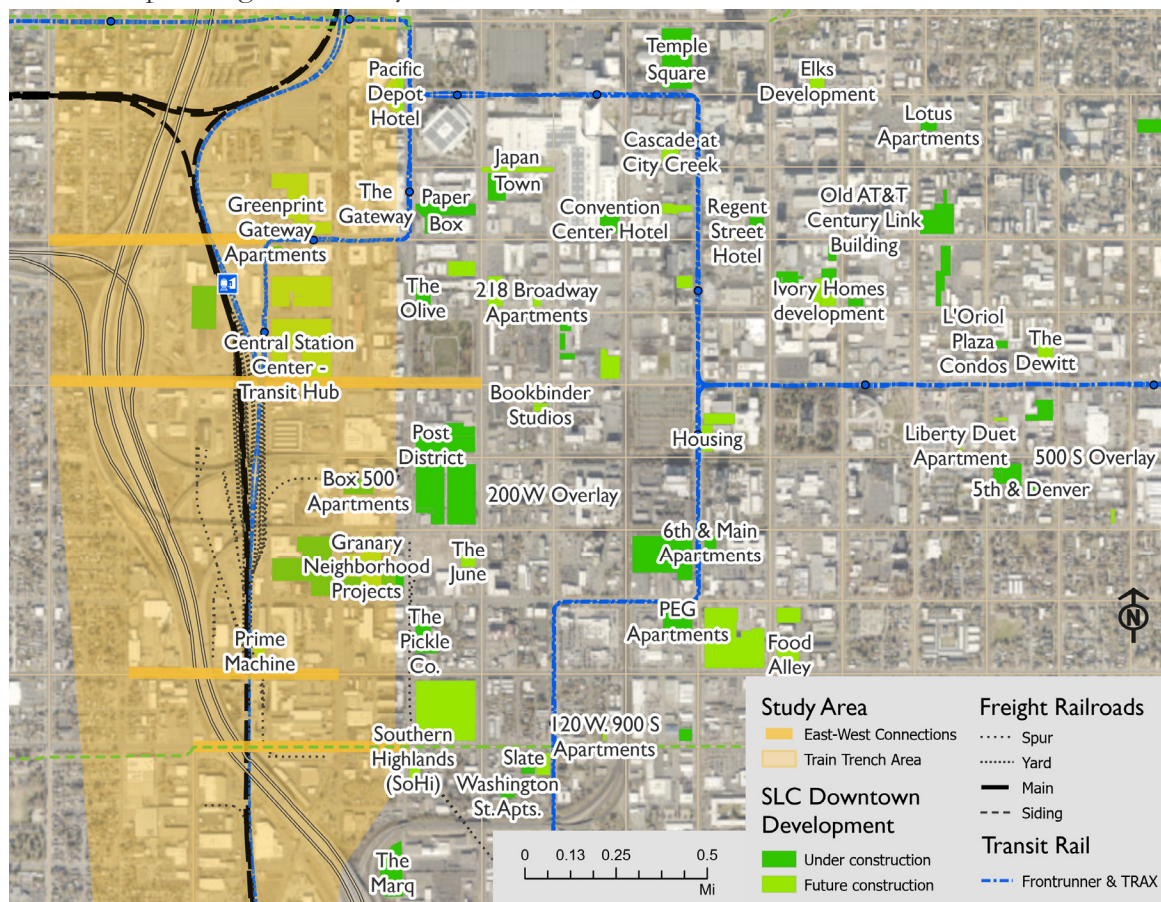 Temple
Square
Elks
Development
Pacific
Depot
Hotel
Lotus
Apartments
Cascade at
City Creek
Japan
Town
The
Gateway
Paper
Box
Greenprint
Gateway
Apartments
Convention
Center Hotel
Regent
Street
Hotel
Old AT&T
Century Link
Building
The
Olive
218 Broadway
Apartments
Ivory Homes
development
L'Oriol
Plaza
Condos
The
Dewitt
Central Station
Center -
Transit Hub
Bookbinder
Studios
Post
District
Housing
Liberty Duet
Apartment
500 S Overlay
5th & Denver
Box 500
Apartments
200 W Overlay
Granary
Neighborhood
Projects
The
June
6th & Main
Apartments
The
Pickle
Co.
PEG
Apartments
Food
Alley
Prime
Machine
N
Southern
Highlands
(SoHi)
120 W. 900 S
Apartments
Slate
Washington
St. Apts.
The
Marq
Study Area
East-West Connections
Train Trench Area
SLC Downtown
Development
Under construction
Future construction
Freight Railroads
Spur
Yard
Main
Siding
Transit Rail
Frontrunner & TRAX
0 0.13 0.25 0.5
Mi